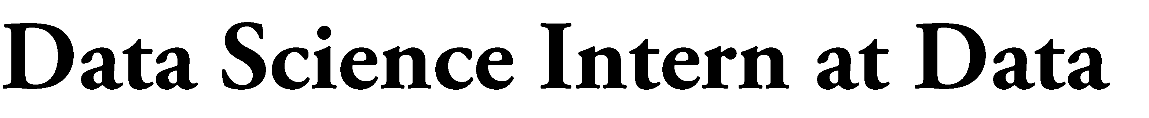 Data Science Intern at Data